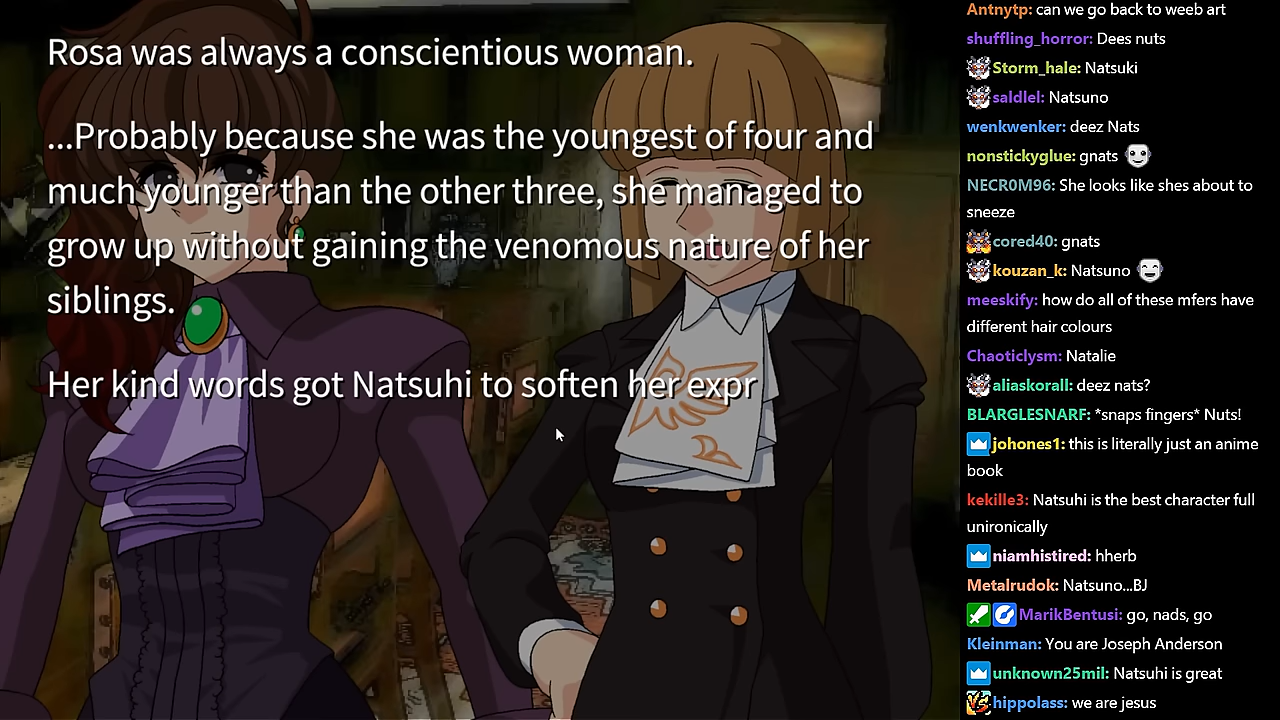 Rosa was always a conscientious woman.
...Probably because she was the youngest of four and
much younger than the other three, she managed to
grow up without gaining the venomous nature of her
siblings.
Her kind words got Natsuhi to soften her expr
Antnytp: can we go back to weeb art
shuffling_horror: Dees nuts
Storm_hale: Natsuki
saldlel: Natsuno
wenkwenker: deez Nats
nonstickyglue: gnats
NECR0M96: She looks like shes about to
sneeze
cored40: gnats
kouzan_k: Natsuno
meeskify: how do all of these mfers have
different hair colours
Chaoticlysm: Natalie
aliaskorall: deez nats?
BLARGLESNARF: *snaps fingers* Nuts!
johones1: this is literally just an anime
book
kekille3: Natsuhi is the best character full
unironically
niamhistired: hherb
Metalrudok: Natsuno...BJ
MarikBentusi: go, nads, go
Kleinman: You are Joseph Anderson
unknown25mil: Natsuhi is great
hippolass: we are jesus